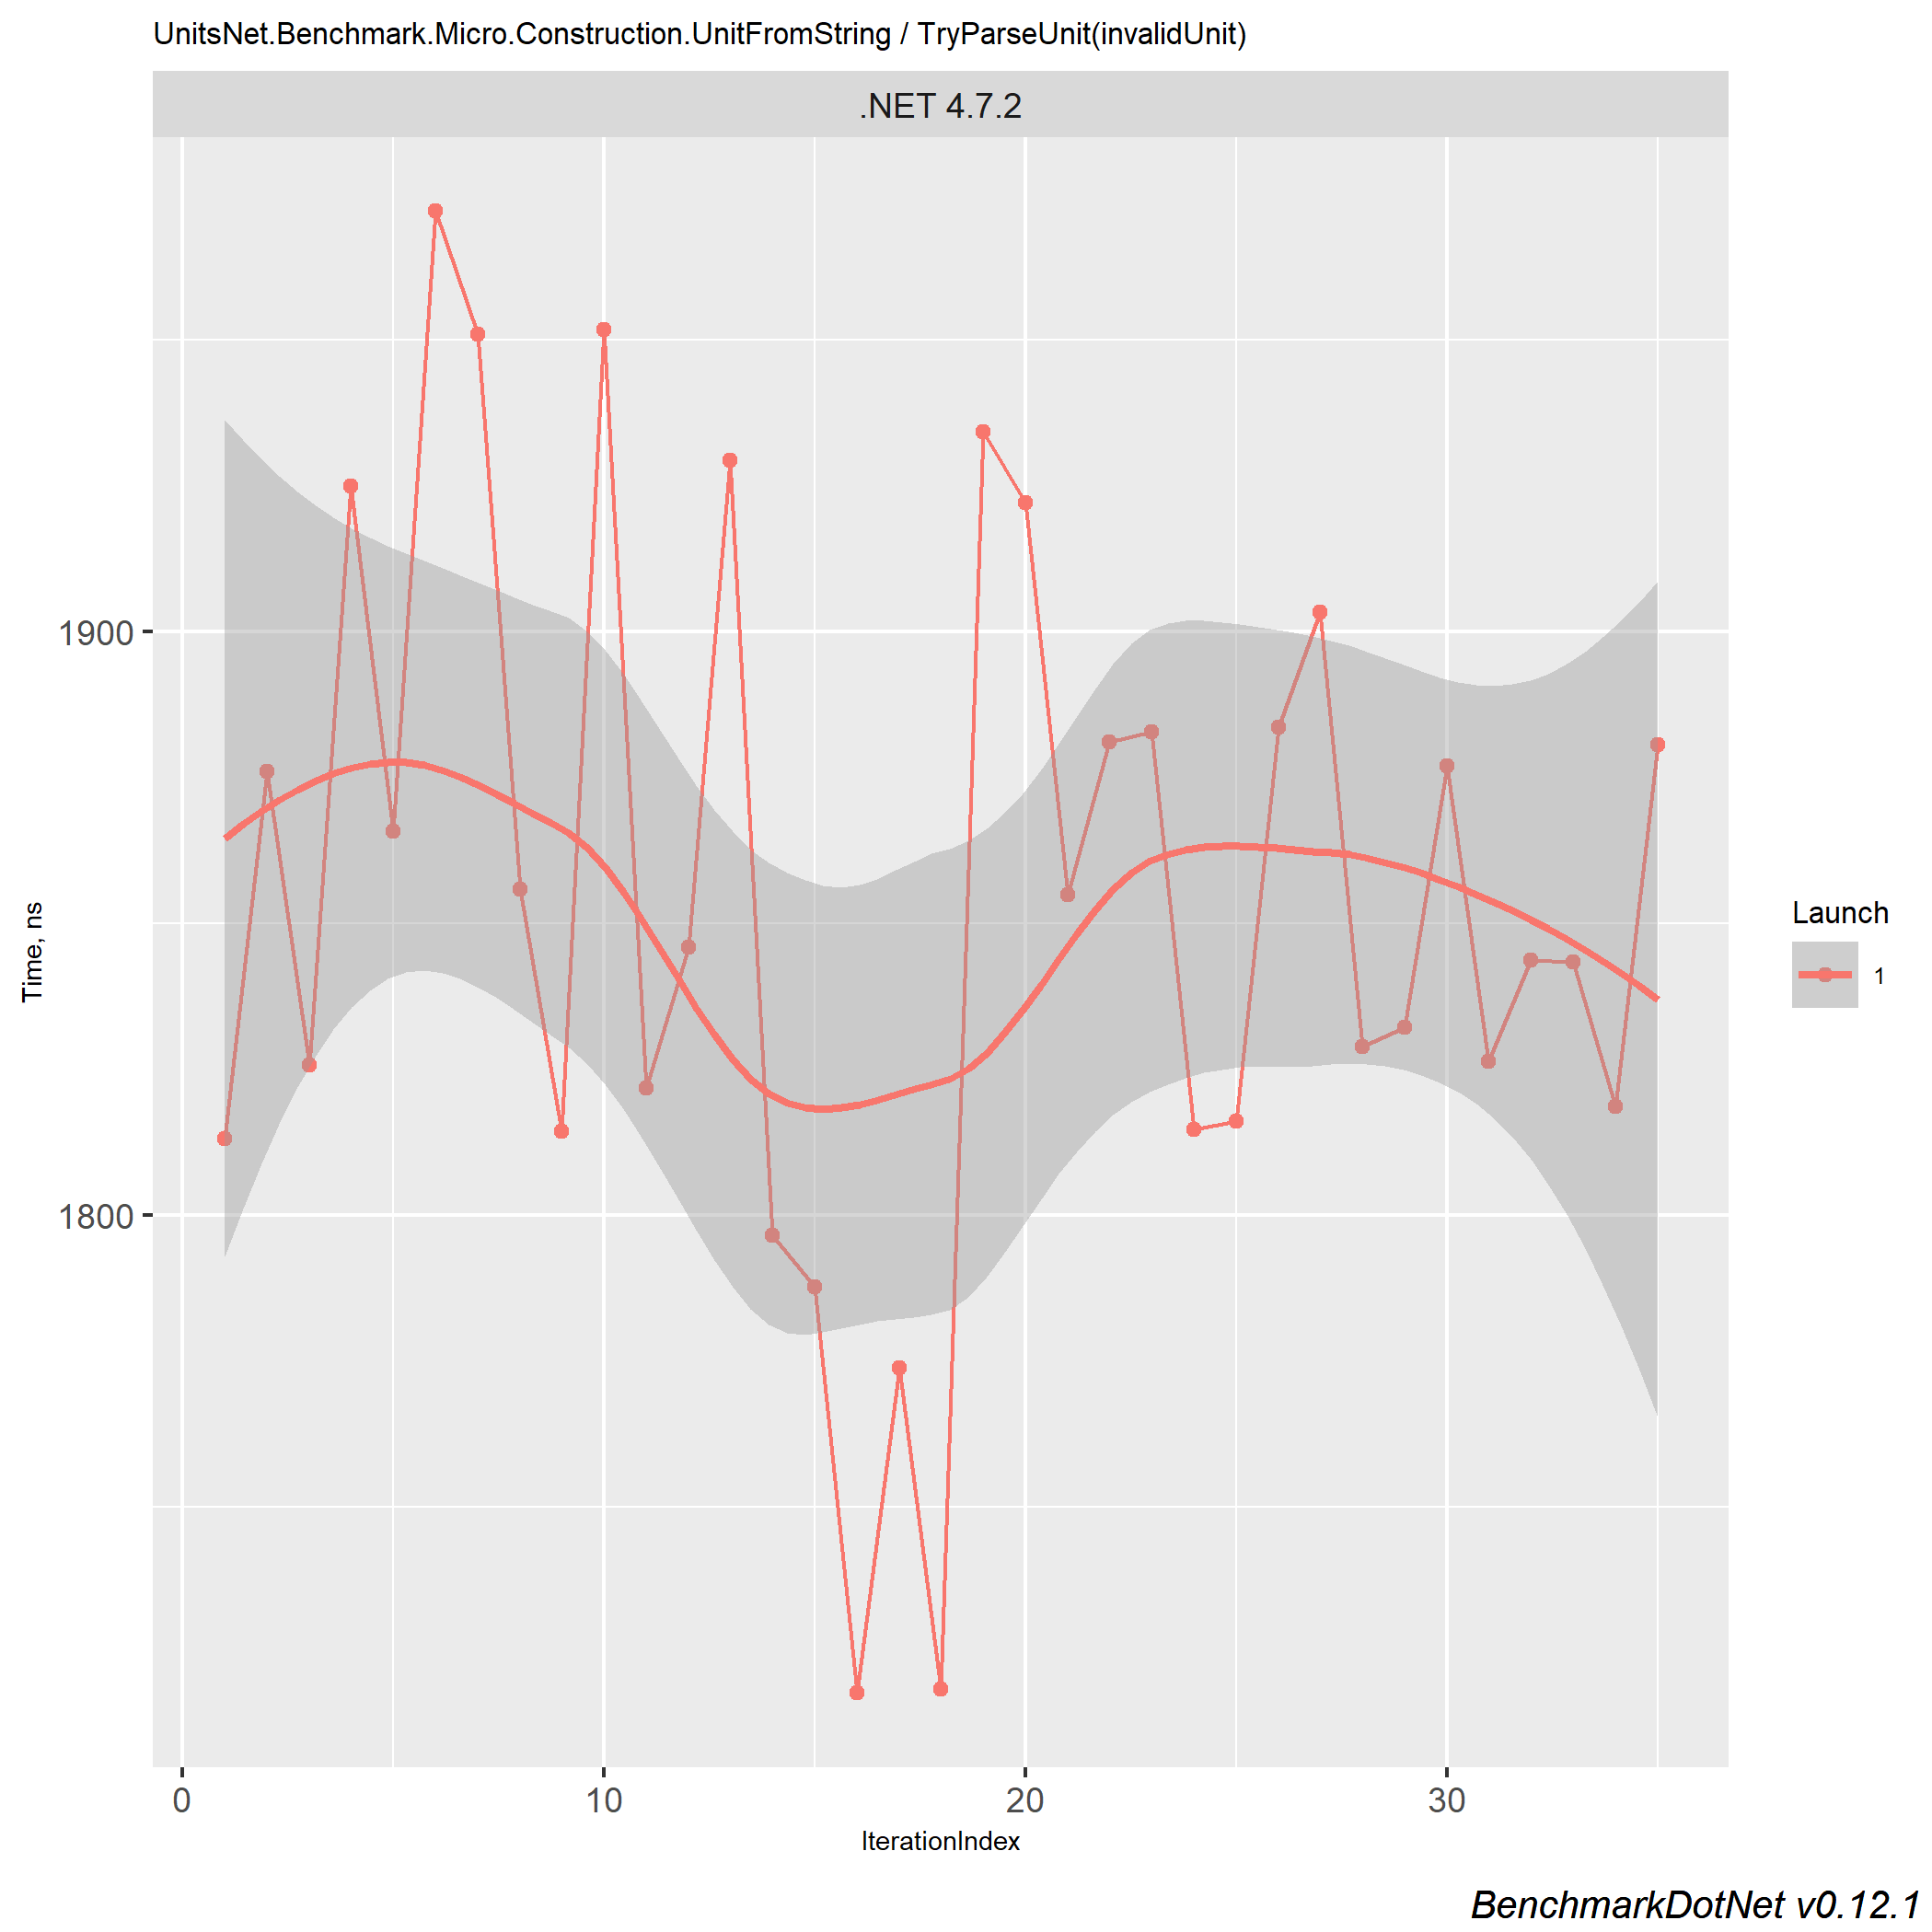 UnitsNet.Benchmark.Micro.Construction.UnitFromString / TryParseUnit(invalidUnit)
.NET 4.7.2
1900
1800
Time, ns
0 10 20 30
IterationIndex
Launch
1
BenchmarkDotNet v0.12.1